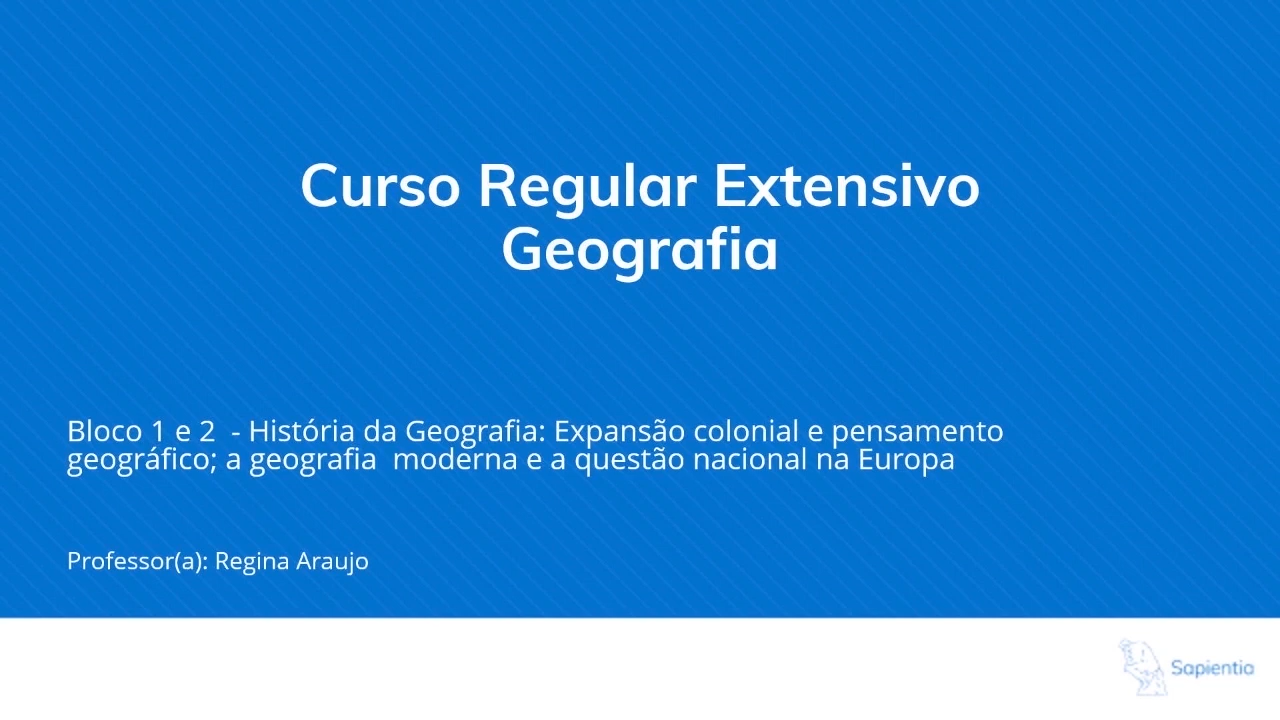 Curso Regular Extensivo
Geografia
Bloco 1 e 2  - História da Geografia: Expansão colonial e pensamento
geográfico; a geografia  moderna e a questão nacional na Europa
Professor(a): Regina Araujo
Sapientia